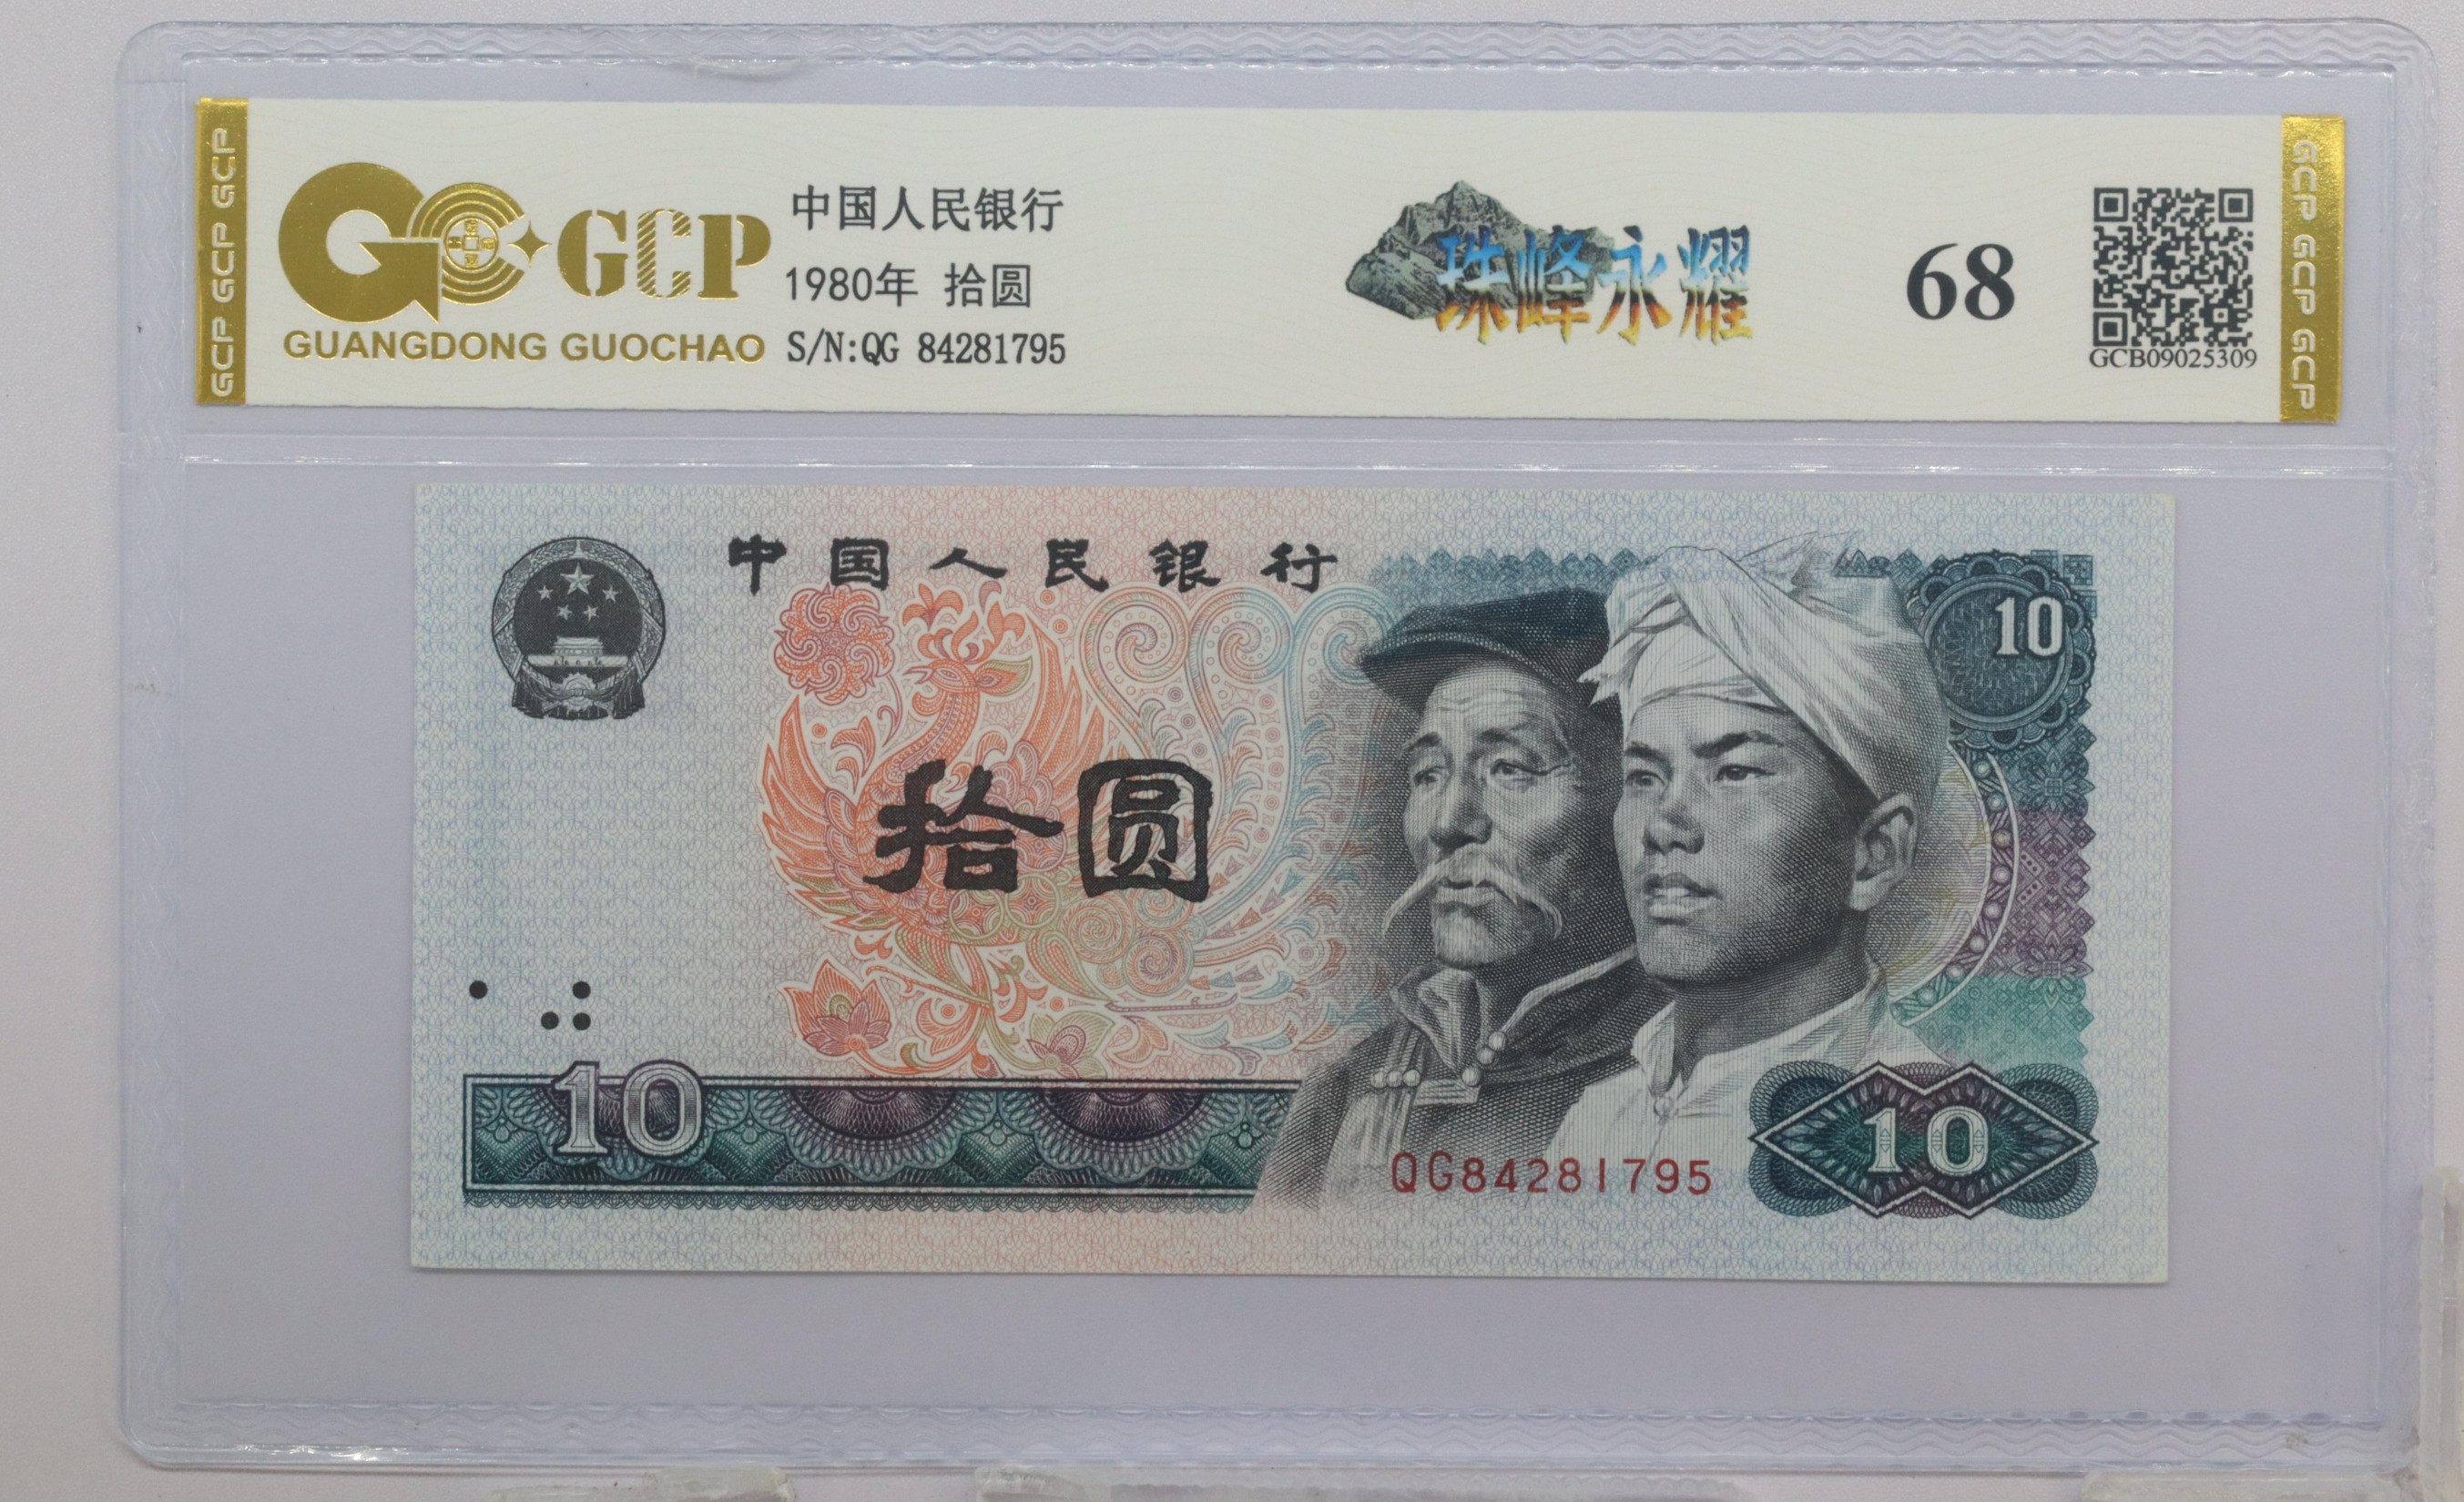 GCP GCP GCP
GCP
GUANGDONG GUOCHAO
中国人民银行
1980年 拾圆
S/N:QG 84281795
珠峰永耀
68
GCB09025309
GCP GCP GCP
中国人民银行
10
拾圆
10
QG84281795
10